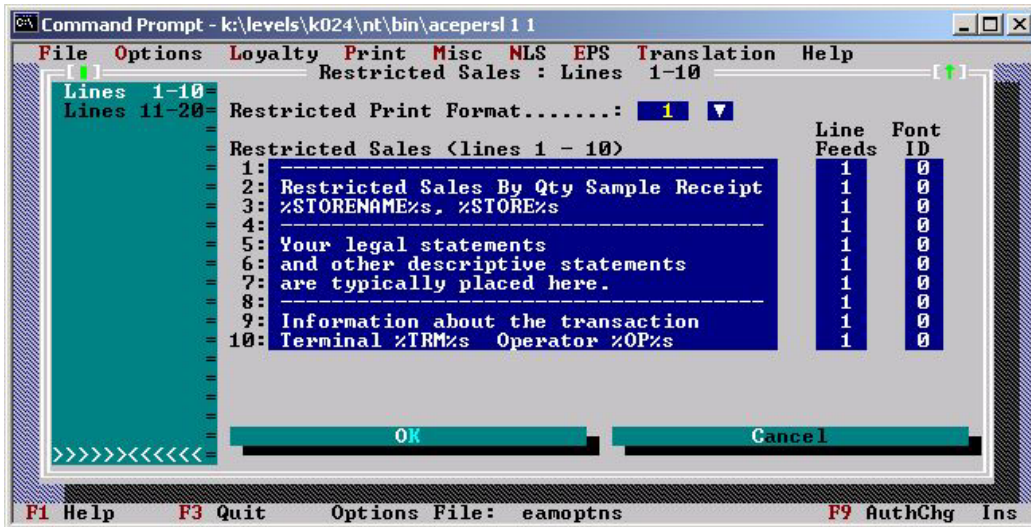 Command Prompt - k:\levels\k024\nt\bin\acepersl 1 1
File Options Loyalty Print Misc NLS EPS Translation Help
Restricted Sales : Lines 1-10
Lines 1-10
Lines 11-20
Restricted Print Format.......: 1
Line Font
Restricted Sales (lines 1 - 10) Feeds ID
1: ---------------------------------------- 1 0
2: Restricted Sales By Qty Sample Receipt 1 0
3: %STORENAME%s, %STORE%s 1 0
4: ---------------------------------------- 1 0
5: Your legal statements 1 0
6: and other descriptive statements 1 0
7: are typically placed here. 1 0
8: ---------------------------------------- 1 0
9: Information about the transaction 1 0
10: Terminal %TRM%s Operator %OP%s 1 0
OK Cancel
>>>>>><<<<<<
F1 Help F3 Quit Options File: eamoptns F9 AuthChg Ins